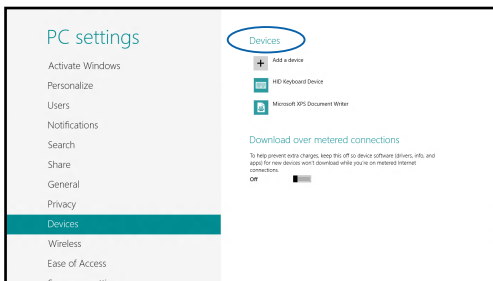 PC settings
Activate Windows
Personalize
Users
Notifications
Search
Share
General
Privacy
Devices
Wireless
Ease of Access
Devices
Add a device
HID Keyboard Device
Microsoft XPS Document Writer
Download over metered connections
To help prevent extra charges, keep this off so device software (drivers, info, and
apps) for new devices won't download while you're on metered Internet
connections.
Off